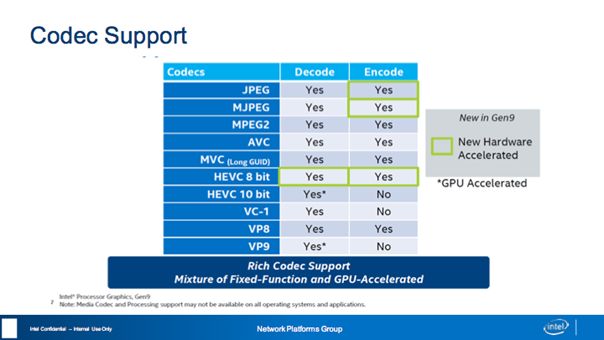 Codec Support
Codecs Decode Encode
JPEG Yes Yes
MJPEG Yes Yes
MPEG2 Yes Yes
AVC Yes Yes
MVC (Long GUID) Yes Yes
HEVC 8 bit Yes Yes
HEVC 10 bit Yes* No
VC-1 Yes No
VP8 Yes Yes
VP9 Yes* No
New in Gen9
New Hardware
Accelerated
*GPU Accelerated
Rich Codec Support
Mixture of Fixed-Function and GPU-Accelerated
Intel® Processor Graphics, Gen9
Note: Media Codec and Processing support may not be available on all operating systems and applications.
7
Intel Confidential – Internal Use Only
Network Platforms Group
intel